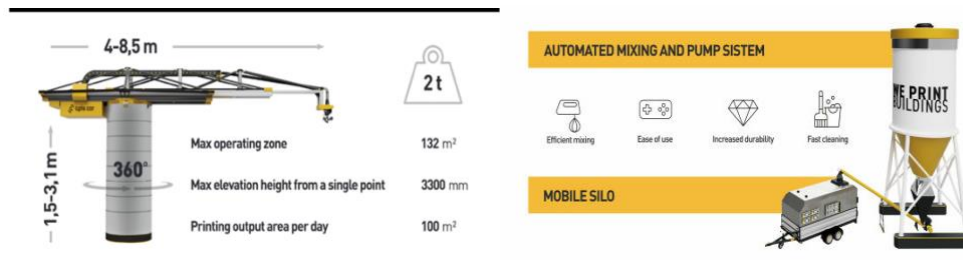 4-8,5 m
2 t
360°
1,5-3,1 m
Max operating zone 132 m²
Max elevation height from a single point 3300 mm
Printing output area per day 100 m²
AUTOMATED MIXING AND PUMP SISTEM
Efficient mixing
Ease of use
Increased durability
Fast cleaning
MOBILE SILO
WE PRINT
BUILDINGS